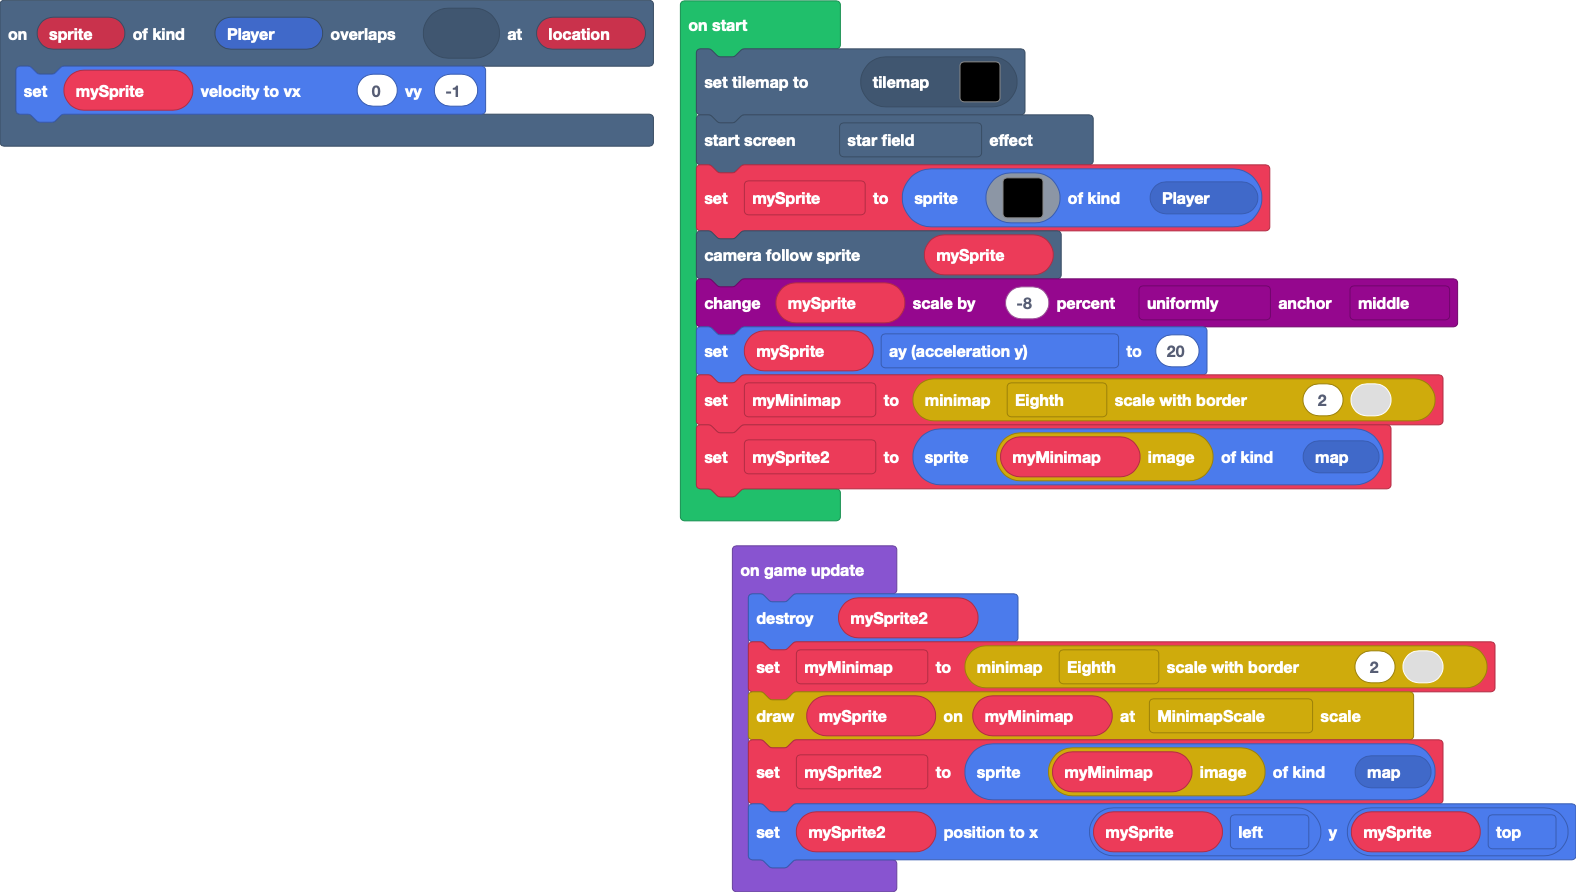 on sprite of kind Player overlaps at location
set mySprite velocity to vx 0 vy -1
on start
set tilemap to tilemap
start screen star field effect
set mySprite to sprite of kind Player
camera follow sprite mySprite
change mySprite scale by -8 percent uniformly anchor middle
set mySprite ay (acceleration y) to 20
set myMinimap to minimap Eighth scale with border 2
set mySprite2 to sprite myMinimap image of kind map
on game update
destroy mySprite2
set myMinimap to minimap Eighth scale with border 2
draw mySprite on myMinimap at MinimapScale scale
set mySprite2 to sprite myMinimap image of kind map
set mySprite2 position to x mySprite left y mySprite top